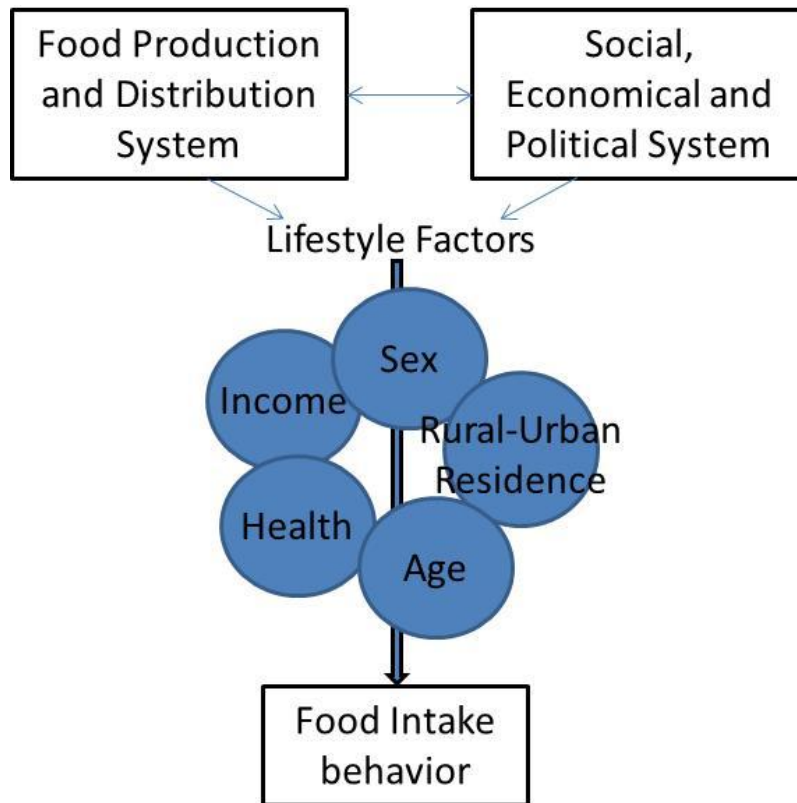 Food Production
and Distribution
System
Social,
Economical and
Political System
Lifestyle Factors
Sex
Income
Rural-Urban
Residence
Health
Age
Food Intake
behavior